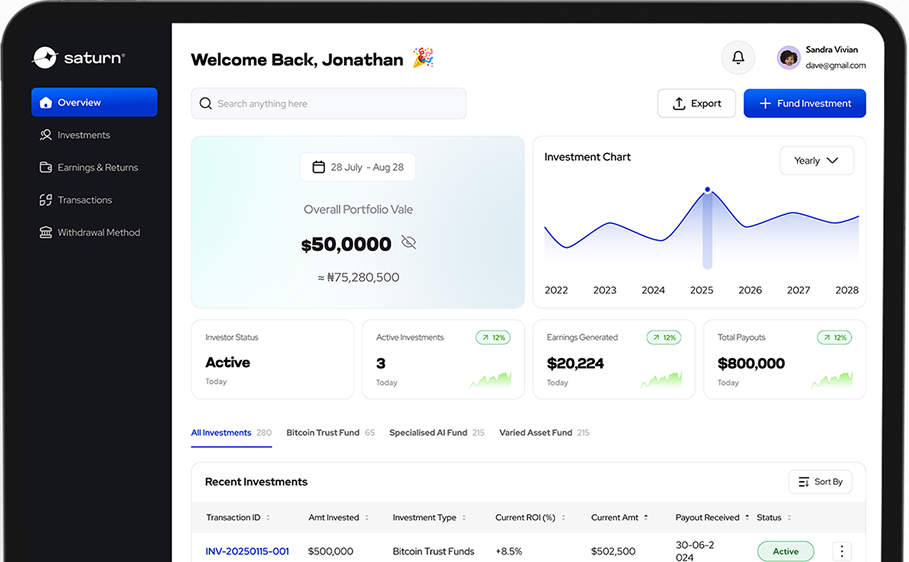 saturn®
Overview
Investments
Earnings & Returns
Transactions
Withdrawal Method
Welcome Back, Jonathan 🎉
Sandra Vivian
dave@gmail.com
Search anything here
Export
Fund Investment
28 July - Aug 28
Overall Portfolio Vale
$50,0000
≈ ₦75,280,500
Investment Chart
Yearly
2022 2023 2024 2025 2026 2027 2028
Investor Status
Active
Today
Active Investments
12%
3
Today
Earnings Generated
12%
$20,224
Today
Total Payouts
12%
$800,000
Today
All Investments 280 Bitcoin Trust Fund 65 Specialised AI Fund 215 Varied Asset Fund 215
Recent Investments
Sort By
Transaction ID Amt Invested Investment Type Current ROI (%) Current Amt Payout Received Status
INV-20250115-001 $500,000 Bitcoin Trust Funds +8.5% $502,500 30-06-2
024 Active